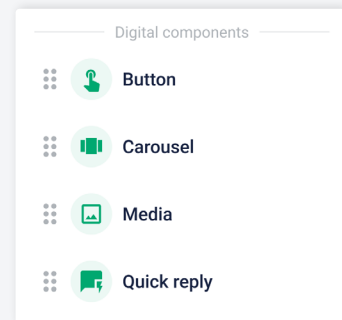 Digital components
Button
Carousel
Media
Quick reply